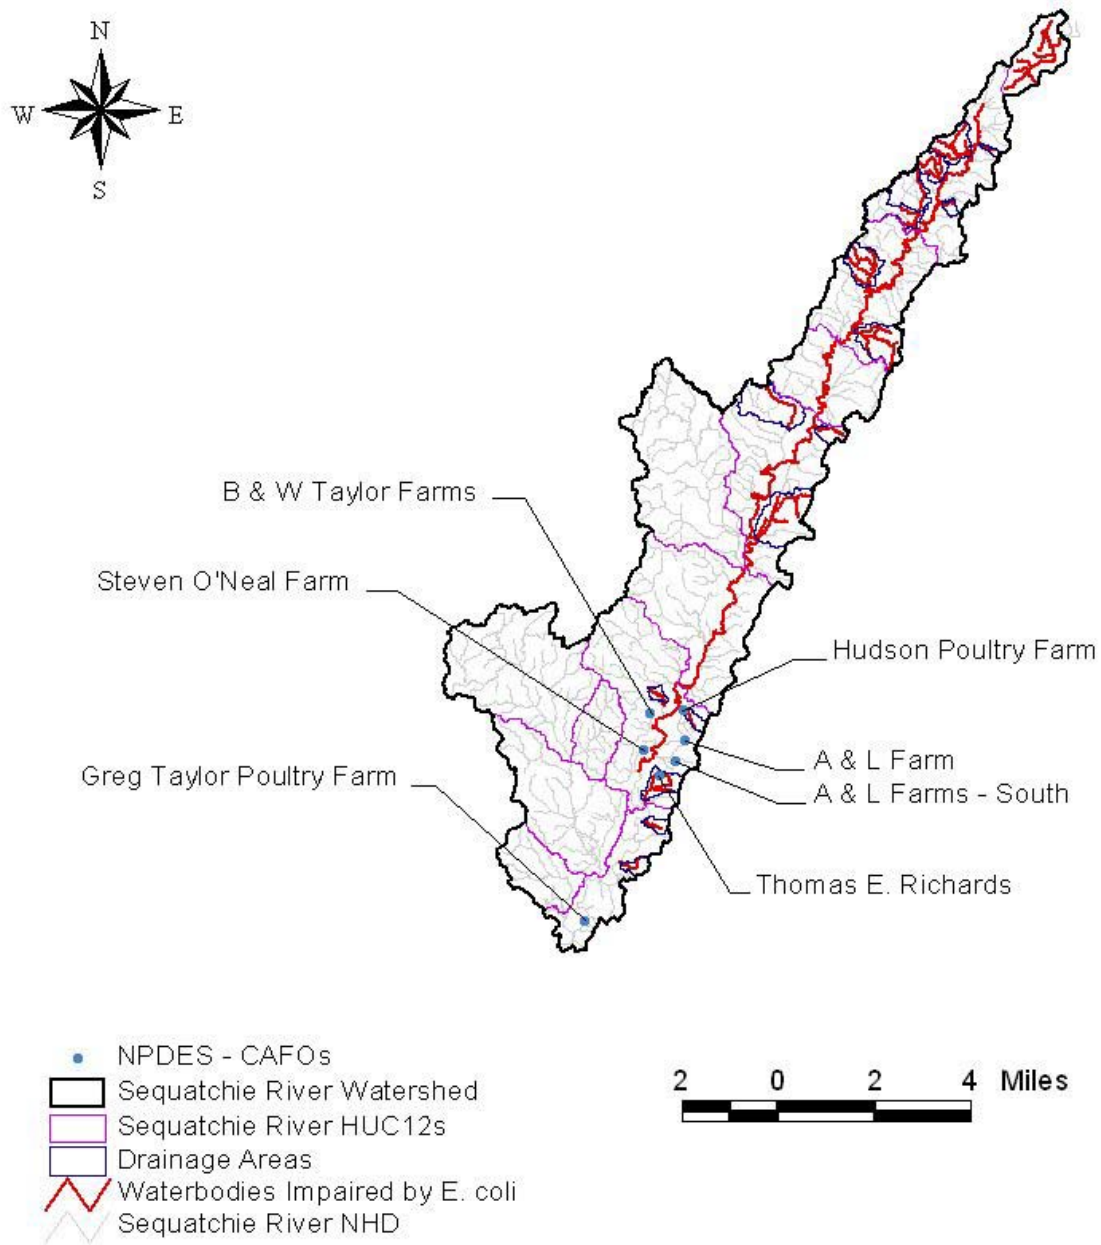 N
W E
S
B & W Taylor Farms
Steven O'Neal Farm
Hudson Poultry Farm
A & L Farm
Greg Taylor Poultry Farm
A & L Farms - South
Thomas E. Richards
NPDES - CAFOs
Sequatchie River Watershed
Sequatchie River HUC12s
Drainage Areas
Waterbodies Impaired by E. coli
Sequatchie River NHD
2 0 2 4 Miles